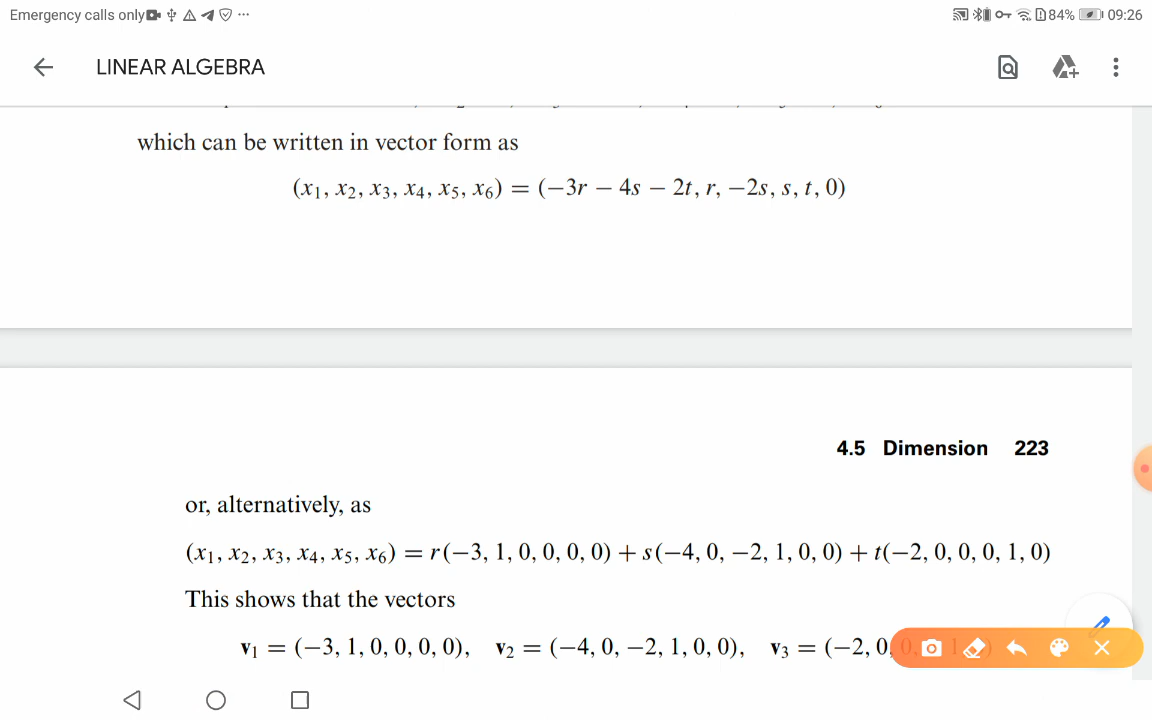 Emergency calls only ... 84% 09:26
LINEAR ALGEBRA
which can be written in vector form as
(x₁, x₂, x₃, x₄, x₅, x₆) = (−3r − 4s − 2t, r, −2s, s, t, 0)
4.5 Dimension 223
or, alternatively, as
(x₁, x₂, x₃, x₄, x₅, x₆) = r(−3, 1, 0, 0, 0, 0) + s(−4, 0, −2, 1, 0, 0) + t(−2, 0, 0, 0, 1, 0)
This shows that the vectors
v₁ = (−3, 1, 0, 0, 0, 0), v₂ = (−4, 0, −2, 1, 0, 0), v₃ = (−2, 0,